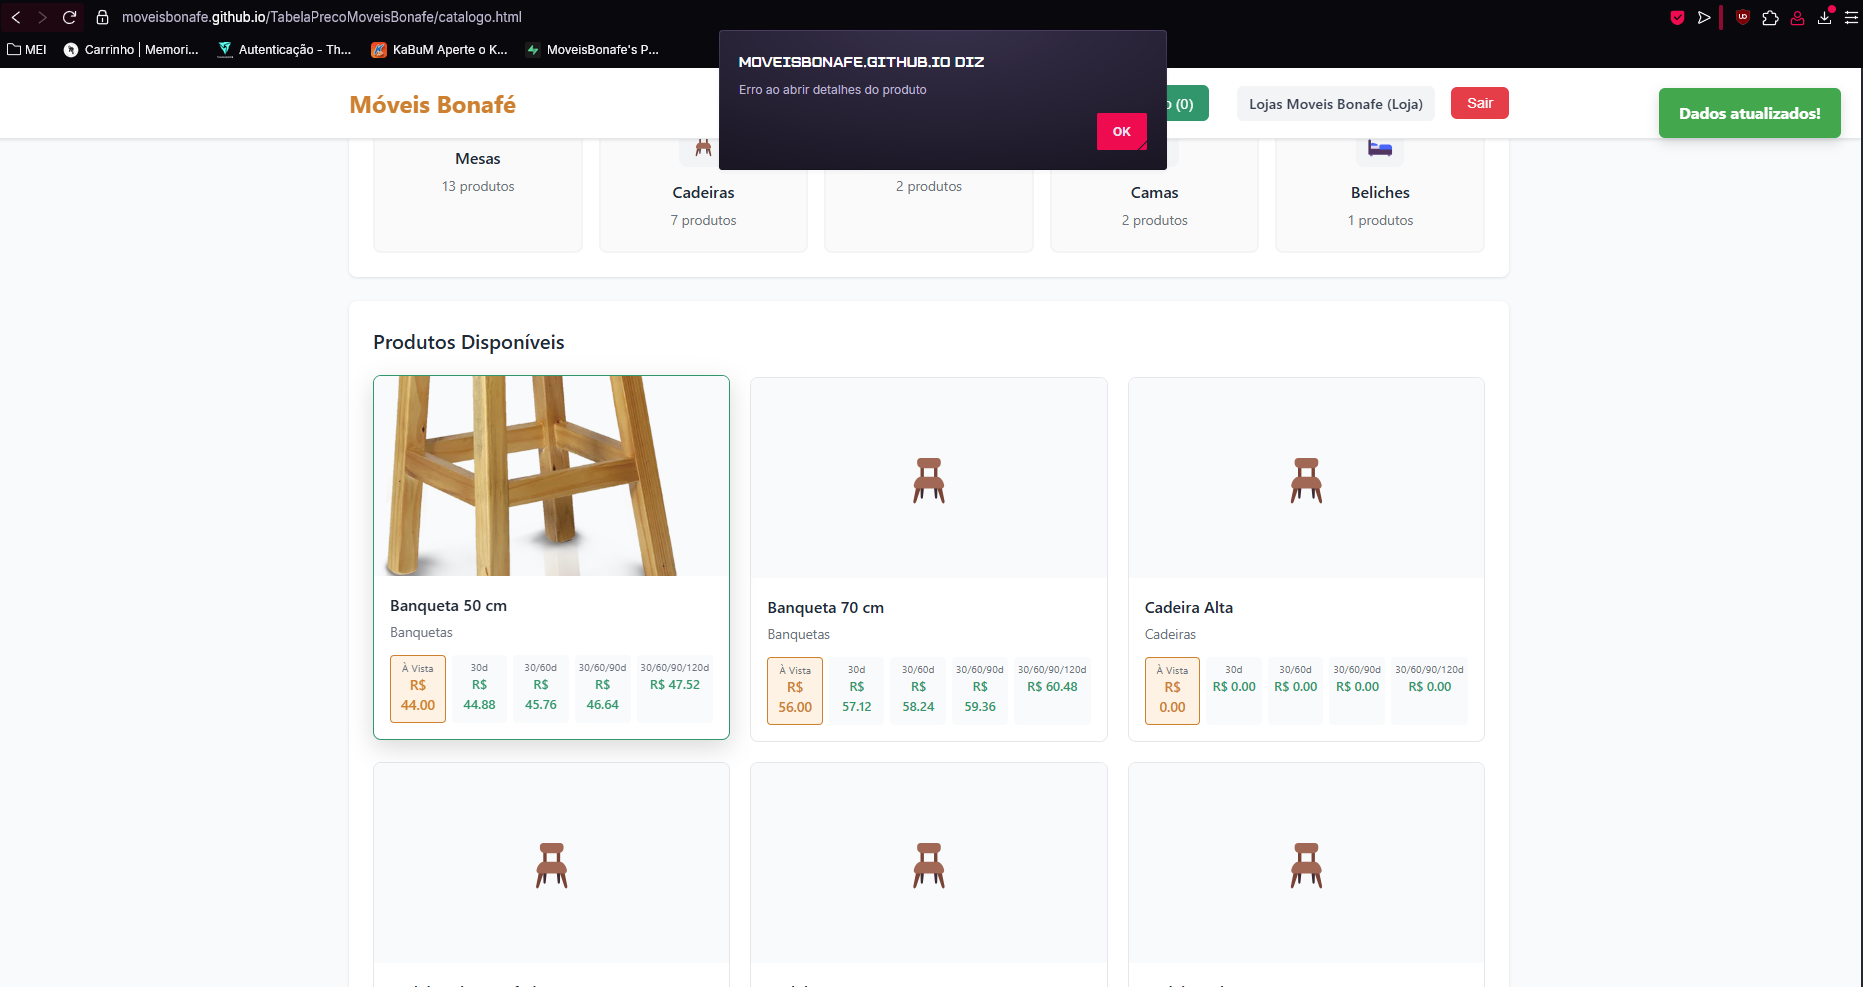 moveisbonafe.github.io/TabelaPrecoMoveisBonafe/catalogo.html
MEI
Carrinho | Memori...
Autenticação - Th...
KaBuM Aperte o K...
MoveisBonafe's P...
MOVEISBONAFE.GITHUB.IO DIZ
Erro ao abrir detalhes do produto
OK
Móveis Bonafé
(0)
Lojas Moveis Bonafe (Loja)
Sair
Dados atualizados!
Mesas
13 produtos
Cadeiras
7 produtos
2 produtos
Camas
2 produtos
Beliches
1 produtos
Produtos Disponíveis
Banqueta 50 cm
Banquetas
À Vista
R$
44.00
30d
R$
44.88
30/60d
R$
45.76
30/60/90d
R$
46.64
30/60/90/120d
R$ 47.52
Banqueta 70 cm
Banquetas
À Vista
R$
56.00
30d
R$
57.12
30/60d
R$
58.24
30/60/90d
R$
59.36
30/60/90/120d
R$ 60.48
Cadeira Alta
Cadeiras
À Vista
R$
0.00
30d
R$ 0.00
30/60d
R$ 0.00
30/60/90d
R$ 0.00
30/60/90/120d
R$ 0.00